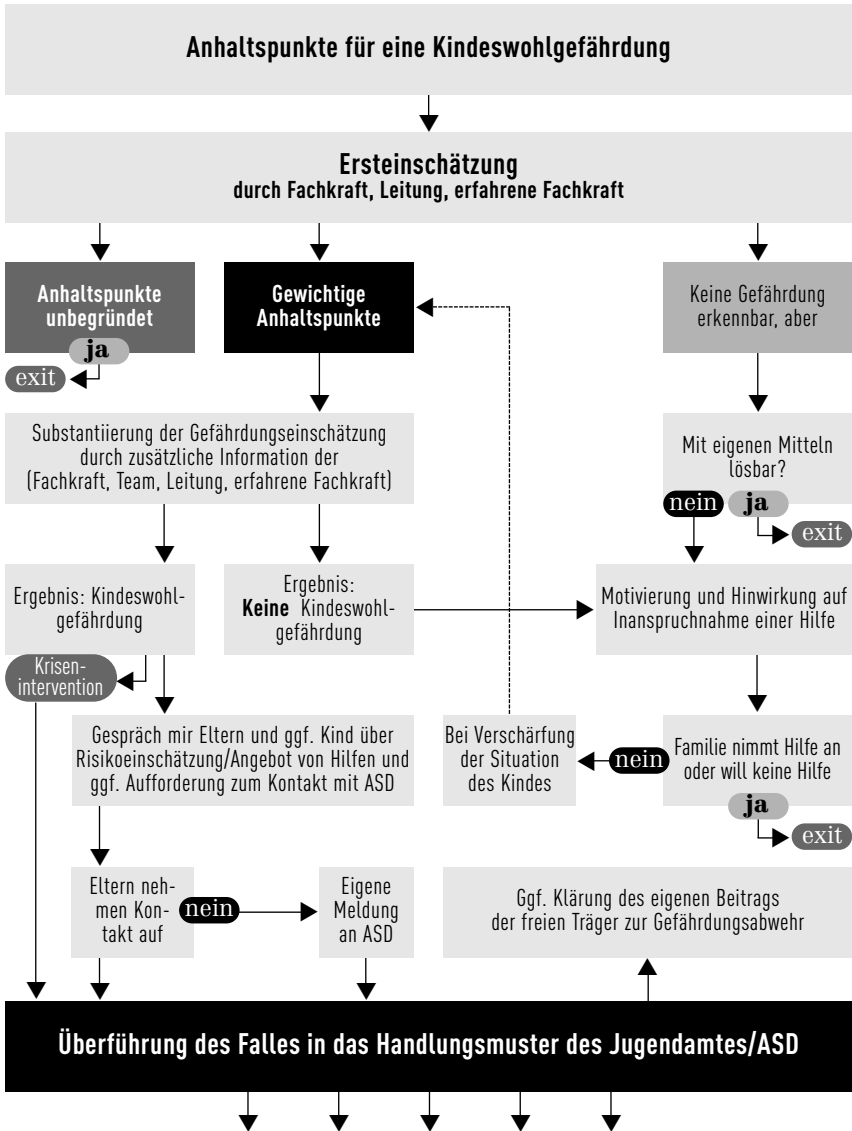 Anhaltspunkte für eine Kindeswohlgefährdung
Ersteinschätzung
durch Fachkraft, Leitung, erfahrene Fachkraft
Anhaltspunkte
unbegründet
ja
exit
Gewichtige
Anhaltspunkte
Keine Gefährdung
erkennbar, aber
Substantiierung der Gefährdungseinschätzung
durch zusätzliche Information der
(Fachkraft, Team, Leitung, erfahrene Fachkraft)
Mit eigenen Mitteln
lösbar?
nein
ja
exit
Ergebnis: Kindeswohl-
gefährdung
Ergebnis:
Keine Kindeswohl-
gefährdung
Motivierung und Hinwirkung auf
Inanspruchnahme einer Hilfe
Krisen-
intervention
Gespräch mir Eltern und ggf. Kind über
Risikoeinschätzung/Angebot von Hilfen und
ggf. Aufforderung zum Kontakt mit ASD
Bei Verschärfung
der Situation
des Kindes
nein
Familie nimmt Hilfe an
oder will keine Hilfe
ja
exit
Eltern neh-
men Kon-
takt auf
nein
Eigene
Meldung
an ASD
Ggf. Klärung des eigenen Beitrags
der freien Träger zur Gefährdungsabwehr
Überführung des Falles in das Handlungsmuster des Jugendamtes/ASD